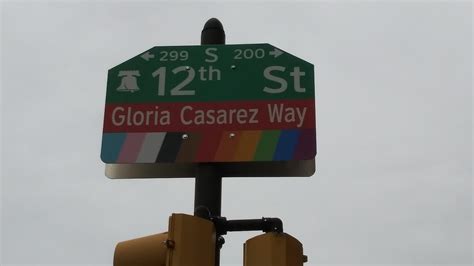 ← 299 S 200 →
12th St
Gloria Casarez Way